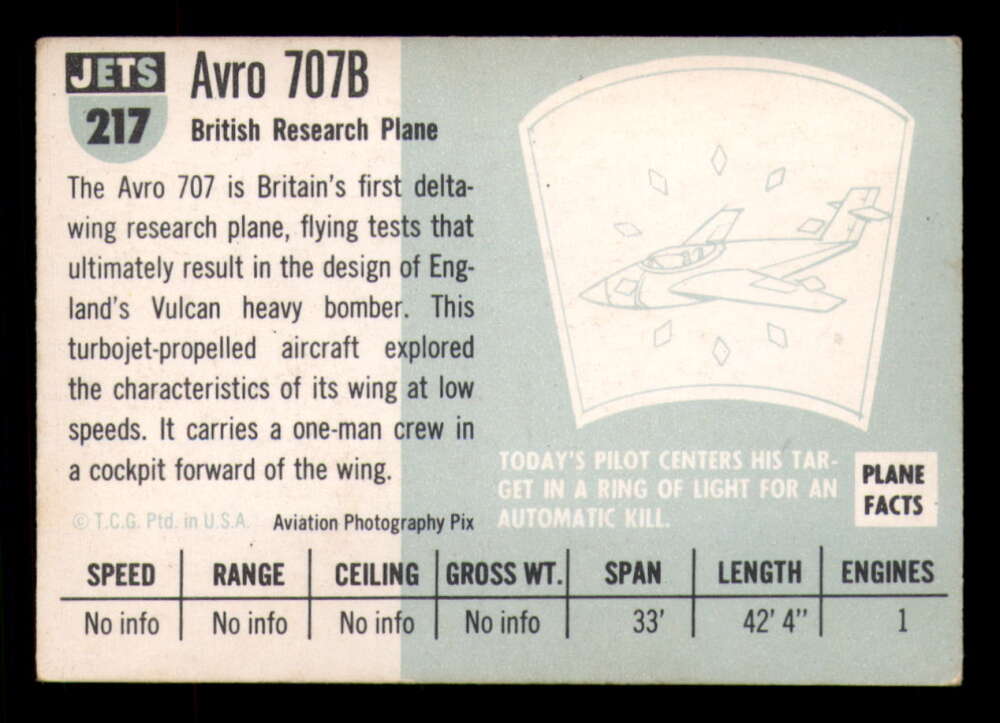 JETS
217
Avro 707B
British Research Plane
The Avro 707 is Britain's first delta-
wing research plane, flying tests that
ultimately result in the design of Eng-
land's Vulcan heavy bomber. This
turbojet-propelled aircraft explored
the characteristics of its wing at low
speeds. It carries a one-man crew in
a cockpit forward of the wing.
© T.C.G. Ptd. in U.S.A.
Aviation Photography Pix
TODAY'S PILOT CENTERS HIS TAR-
GET IN A RING OF LIGHT FOR AN
AUTOMATIC KILL.
PLANE
FACTS
SPEED RANGE CEILING GROSS WT. SPAN LENGTH ENGINES
No info No info No info No info 33' 42' 4" 1